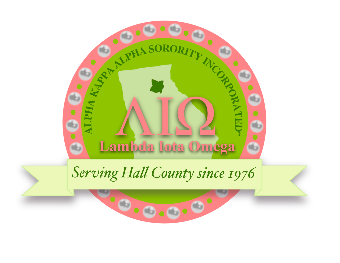 ALPHA KAPPA ALPHA SORORITY INCORPORATED
ΛΙΩ
Lambda Iota Omega
Serving Hall County since 1976